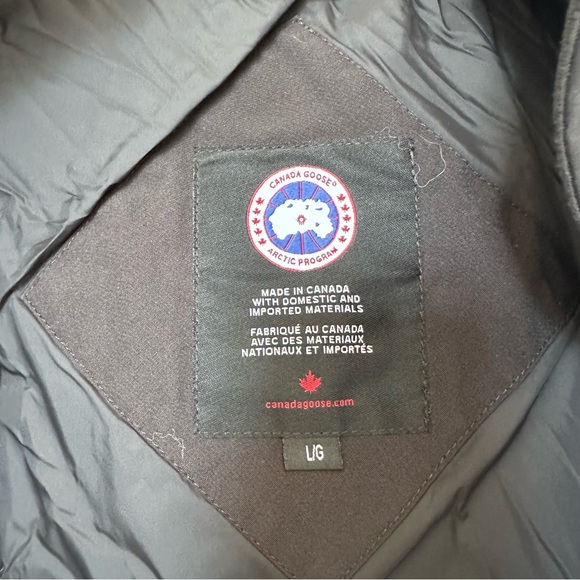 CANADA GOOSE®
ARCTIC PROGRAM
MADE IN CANADA
WITH DOMESTIC AND
IMPORTED MATERIALS
FABRIQUÉ AU CANADA
AVEC DES MATERIAUX
NATIONAUX ET IMPORTÉS
canadagoose.com
L/G